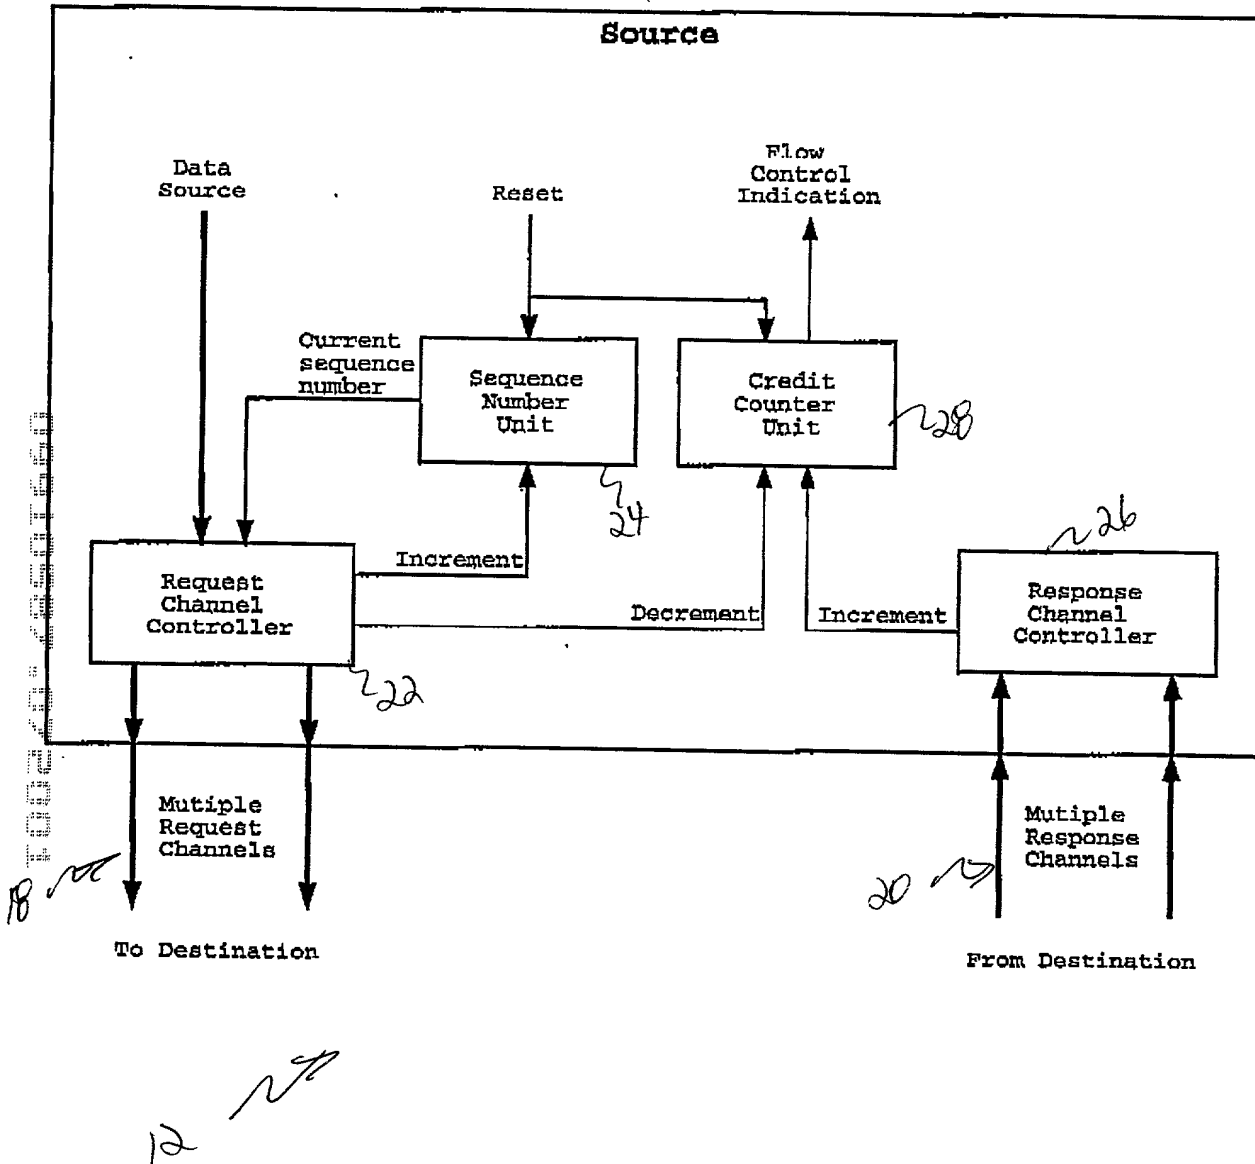 Source
Data
Source
Reset
Flow
Control
Indication
Current
sequence
number
Sequence
Number
Unit
Credit
Counter
Unit
28
24
26
Request
Channel
Controller
Increment
Decrement
Increment
Response
Channel
Controller
22
Mutiple
Request
Channels
18
Mutiple
Response
Channels
20
To Destination
From Destination
12